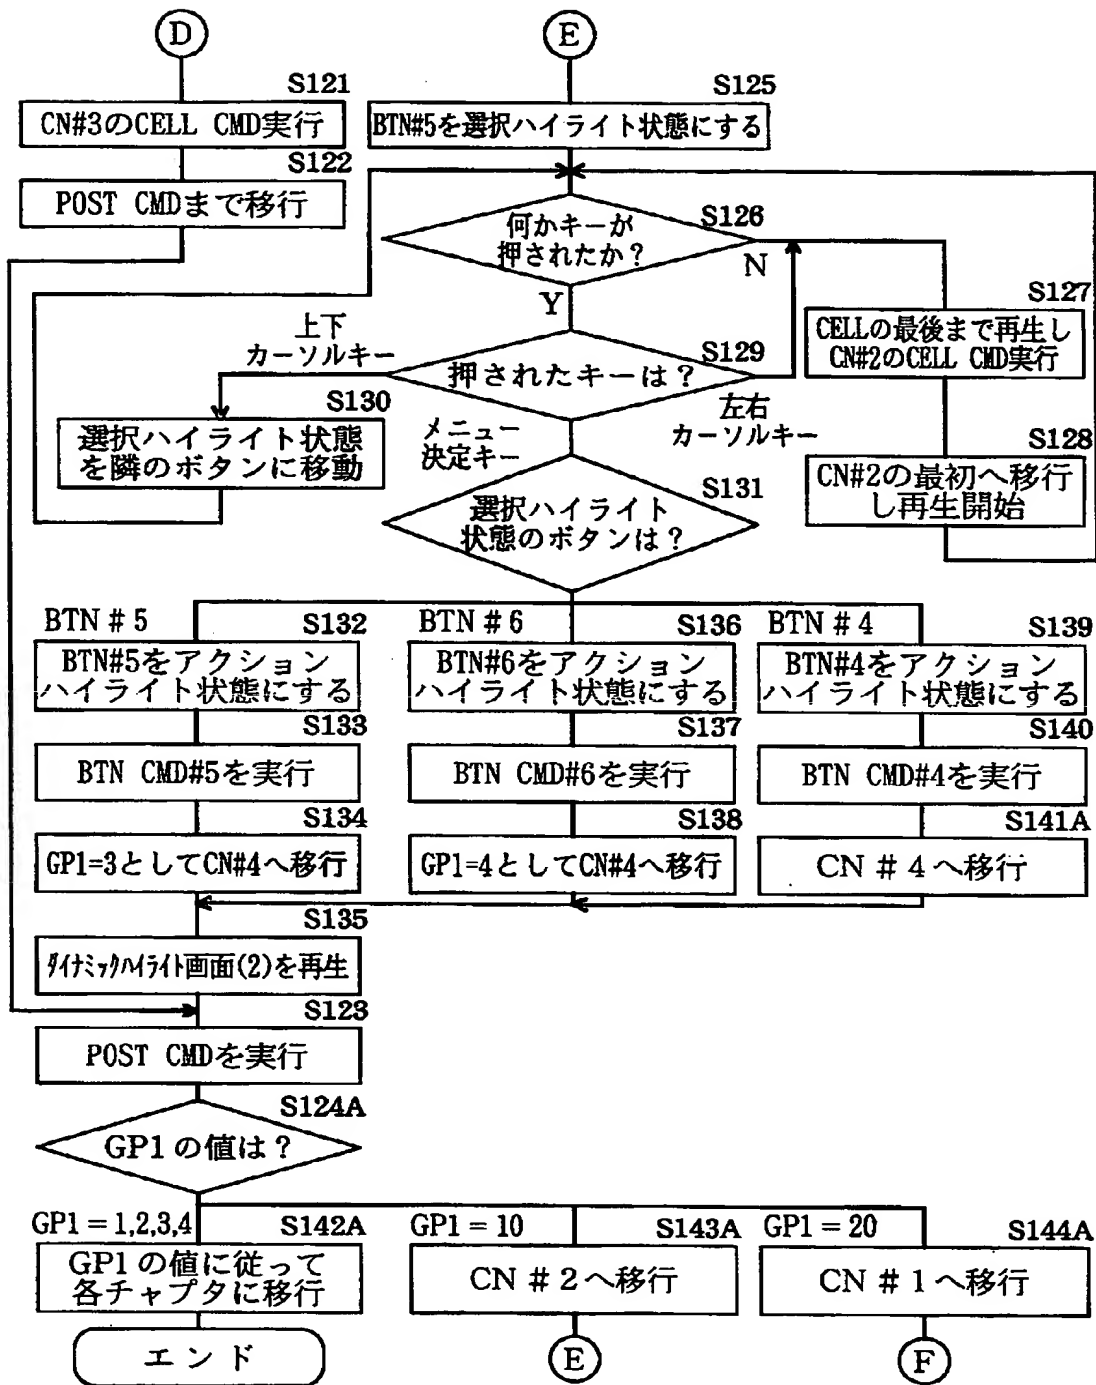 D
S121
CN#3のCELL CMD実行
S122
POST CMDまで移行
E
S125
BTN#5を選択ハイライト状態にする
S126
何かキーが
押されたか？
N
Y
S127
CELLの最後まで再生し
CN#2のCELL CMD実行
S128
CN#2の最初へ移行
し再生開始
S129
押されたキーは？
上下
カーソルキー
左右
カーソルキー
メニュー
決定キー
S130
選択ハイライト状態
を隣のボタンに移動
S131
選択ハイライト
状態のボタンは？
BTN # 5
S132
BTN#5をアクション
ハイライト状態にする
S133
BTN CMD#5を実行
S134
GP1=3としてCN#4へ移行
BTN # 6
S136
BTN#6をアクション
ハイライト状態にする
S137
BTN CMD#6を実行
S138
GP1=4としてCN#4へ移行
BTN # 4
S139
BTN#4をアクション
ハイライト状態にする
S140
BTN CMD#4を実行
S141A
CN # 4へ移行
S135
ﾀﾞｲﾅﾐｯｸﾊｲﾗｲﾄ画面(2)を再生
S123
POST CMDを実行
S124A
GP1の値は？
GP1 = 1,2,3,4
S142A
GP1の値に従って
各チャプタに移行
エンド
GP1 = 10
S143A
CN # 2へ移行
E
GP1 = 20
S144A
CN # 1へ移行
F